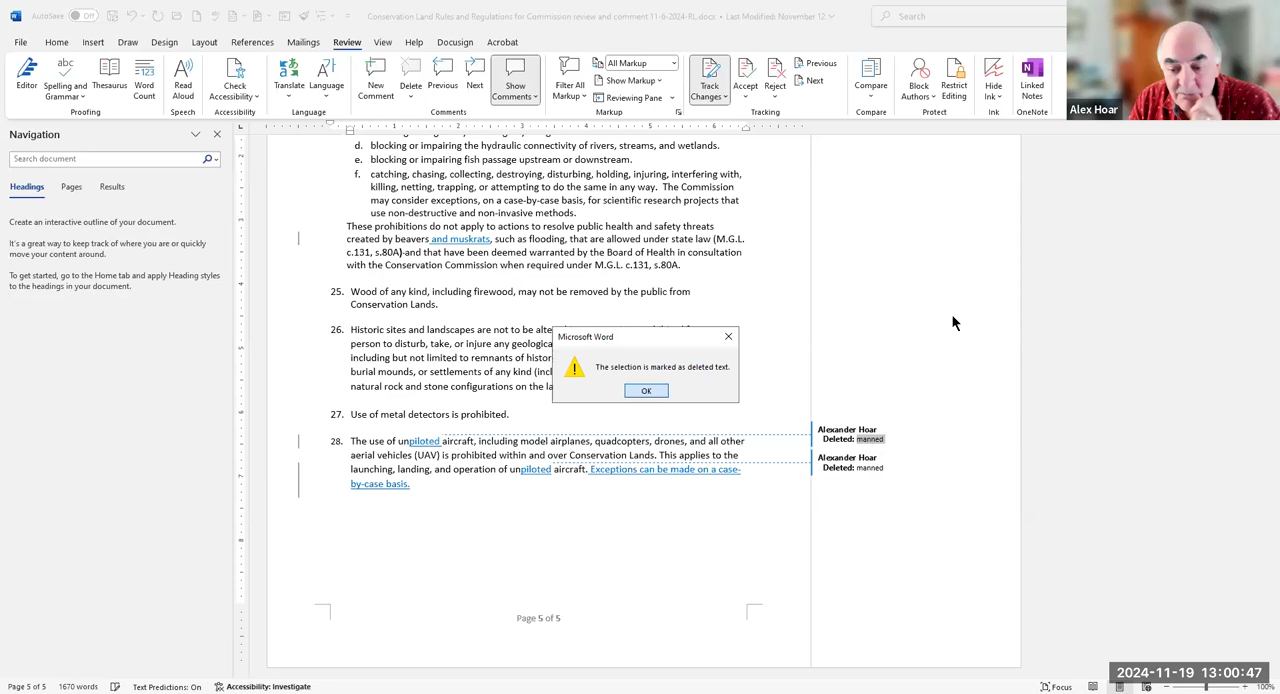 AutoSave Off
Conservation Land Rules and Regulations for Commission review and comment 11-6-2024-RL.docx • Last Modified: November 12
Search
File Home Insert Draw Design Layout References Mailings Review View Help Docusign Acrobat
Editor
Spelling and Grammar
Thesaurus
Word Count
Read Aloud
Check Accessibility
Translate
Language
New Comment
Delete
Previous
Next
Show Comments
Filter All Markup
All Markup
Show Markup
Reviewing Pane
Track Changes
Accept
Reject
Previous
Next
Compare
Block Authors
Restrict Editing
Hide Ink
Linked Notes
Proofing
Speech
Accessibility
Language
Comments
Markup
Tracking
Compare
Protect
Ink
OneNote
Alex Hoar
Navigation
Search document
Headings Pages Results
Create an interactive outline of your document.
It's a great way to keep track of where you are or quickly
move your content around.
To get started, go to the Home tab and apply Heading styles
to the headings in your document.
d. blocking or impairing the hydraulic connectivity of rivers, streams, and wetlands.
e. blocking or impairing fish passage upstream or downstream.
f. catching, chasing, collecting, destroying, disturbing, holding, injuring, interfering with,
killing, netting, trapping, or attempting to do the same in any way. The Commission
may consider exceptions, on a case-by-case basis, for scientific research projects that
use non-destructive and non-invasive methods.
These prohibitions do not apply to actions to resolve public health and safety threats
created by beavers and muskrats, such as flooding, that are allowed under state law (M.G.L.
c.131, s.80A) and that have been deemed warranted by the Board of Health in consultation
with the Conservation Commission when required under M.G.L. c.131, s.80A.
25. Wood of any kind, including firewood, may not be removed by the public from
Conservation Lands.
26. Historic sites and landscapes are not to be
person to disturb, take, or injure any
including but not limited to remnants of
burial mounds, or settlements of any kind
natural rock and stone configurations on the
Microsoft Word
The selection is marked as deleted text.
OK
27. Use of metal detectors is prohibited.
28. The use of unpiloted aircraft, including model airplanes, quadcopters, drones, and all other
aerial vehicles (UAV) is prohibited within and over Conservation Lands. This applies to the
launching, landing, and operation of unpiloted aircraft. Exceptions can be made on a case-
by-case basis.
Alexander Hoar
Deleted: manned
Alexander Hoar
Deleted: manned
Page 5 of 5
2024-11-19 13:00:47
Page 5 of 5 1670 words Text Predictions: On Accessibility: Investigate
Focus
100%